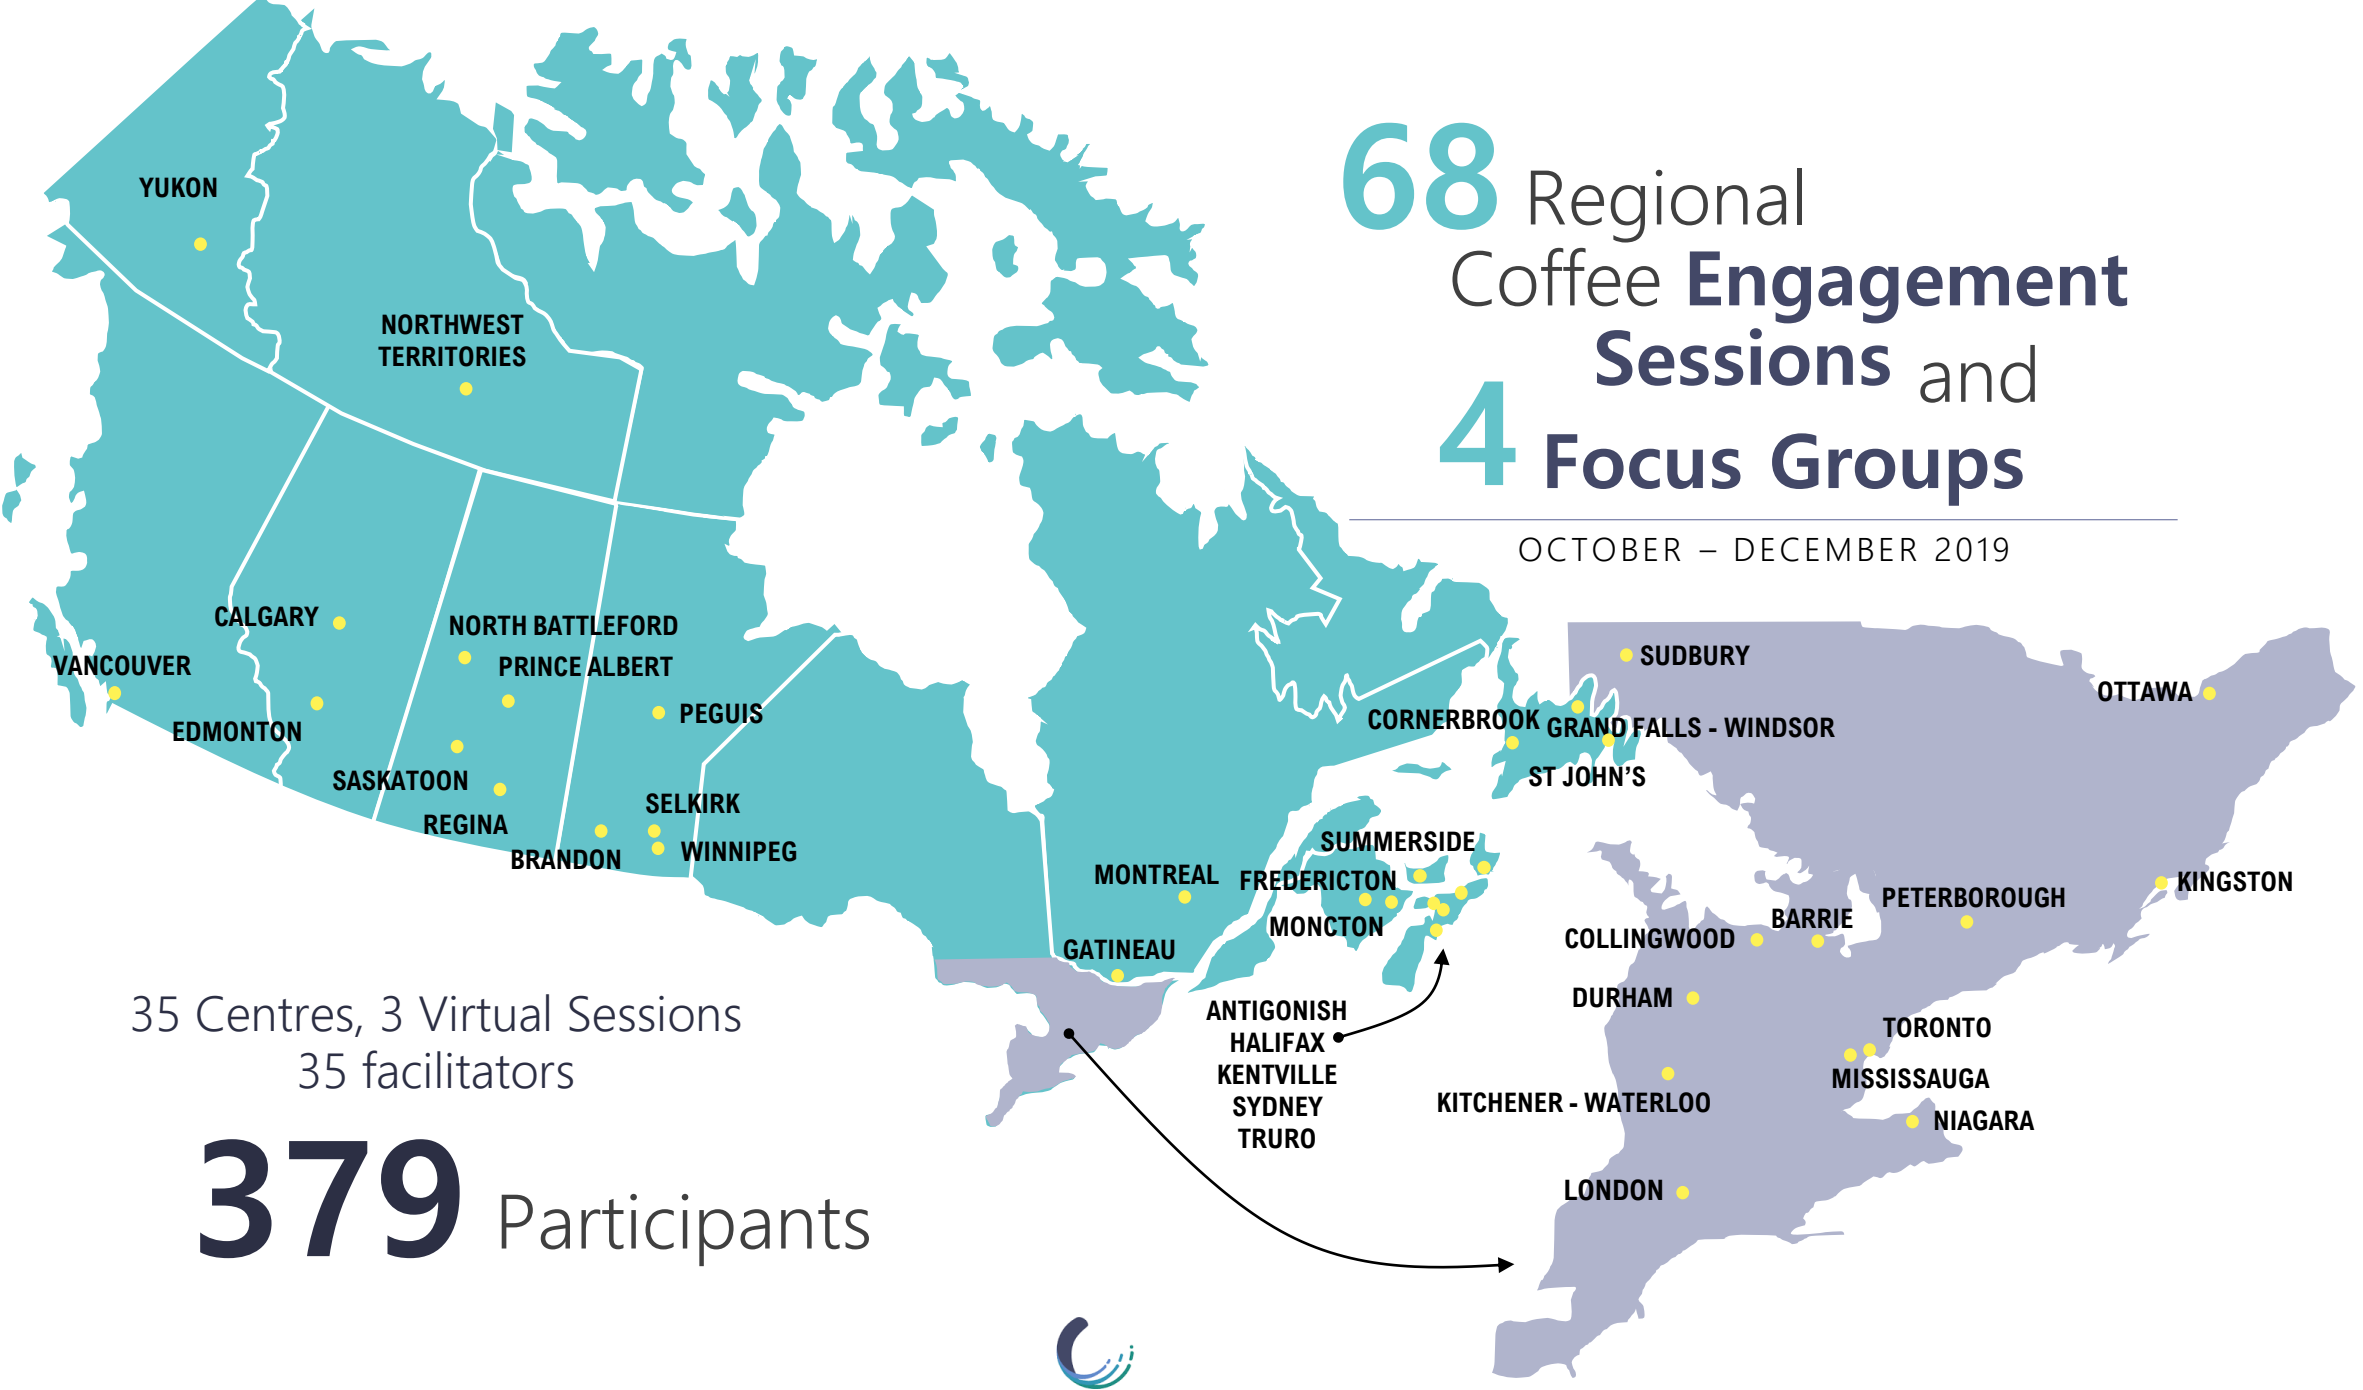 68 Regional
Coffee Engagement
Sessions and
4 Focus Groups
OCTOBER – DECEMBER 2019
YUKON
NORTHWEST
TERRITORIES
CALGARY
NORTH BATTLEFORD
VANCOUVER
PRINCE ALBERT
PEGUIS
EDMONTON
SASKATOON
SELKIRK
REGINA
BRANDON
WINNIPEG
MONTREAL
GATINEAU
SUMMERSIDE
FREDERICTON
MONCTON
CORNERBROOK
GRAND FALLS - WINDSOR
ST JOHN'S
ANTIGONISH
HALIFAX
KENTVILLE
SYDNEY
TRURO
SUDBURY
OTTAWA
KINGSTON
PETERBOROUGH
BARRIE
COLLINGWOOD
DURHAM
TORONTO
MISSISSAUGA
KITCHENER - WATERLOO
NIAGARA
LONDON
35 Centres, 3 Virtual Sessions
35 facilitators
379 Participants